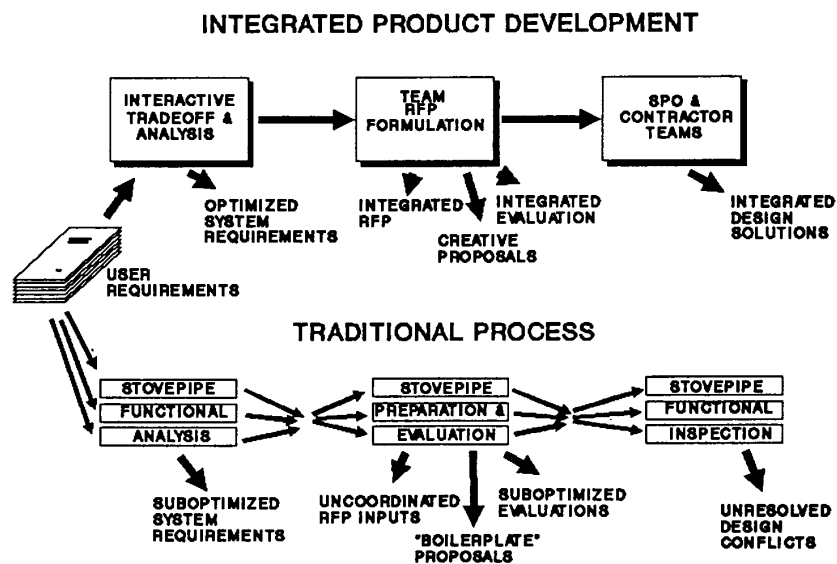 INTEGRATED PRODUCT DEVELOPMENT
INTERACTIVE
TRADEOFF &
ANALYSIS
TEAM
RFP
FORMULATION
SPO &
CONTRACTOR
TEAMS
OPTIMIZED
SYSTEM
REQUIREMENTS
INTEGRATED
RFP
CREATIVE
PROPOSALS
INTEGRATED
EVALUATION
INTEGRATED
DESIGN
SOLUTIONS
USER
REQUIREMENTS
TRADITIONAL PROCESS
STOVEPIPE
FUNCTIONAL
ANALYSIS
STOVEPIPE
PREPARATION &
EVALUATION
STOVEPIPE
FUNCTIONAL
INSPECTION
SUBOPTIMIZED
SYSTEM
REQUIREMENTS
UNCOORDINATED
RFP INPUTS
"BOILERPLATE"
PROPOSALS
SUBOPTIMIZED
EVALUATIONS
UNRESOLVED
DESIGN
CONFLICTS